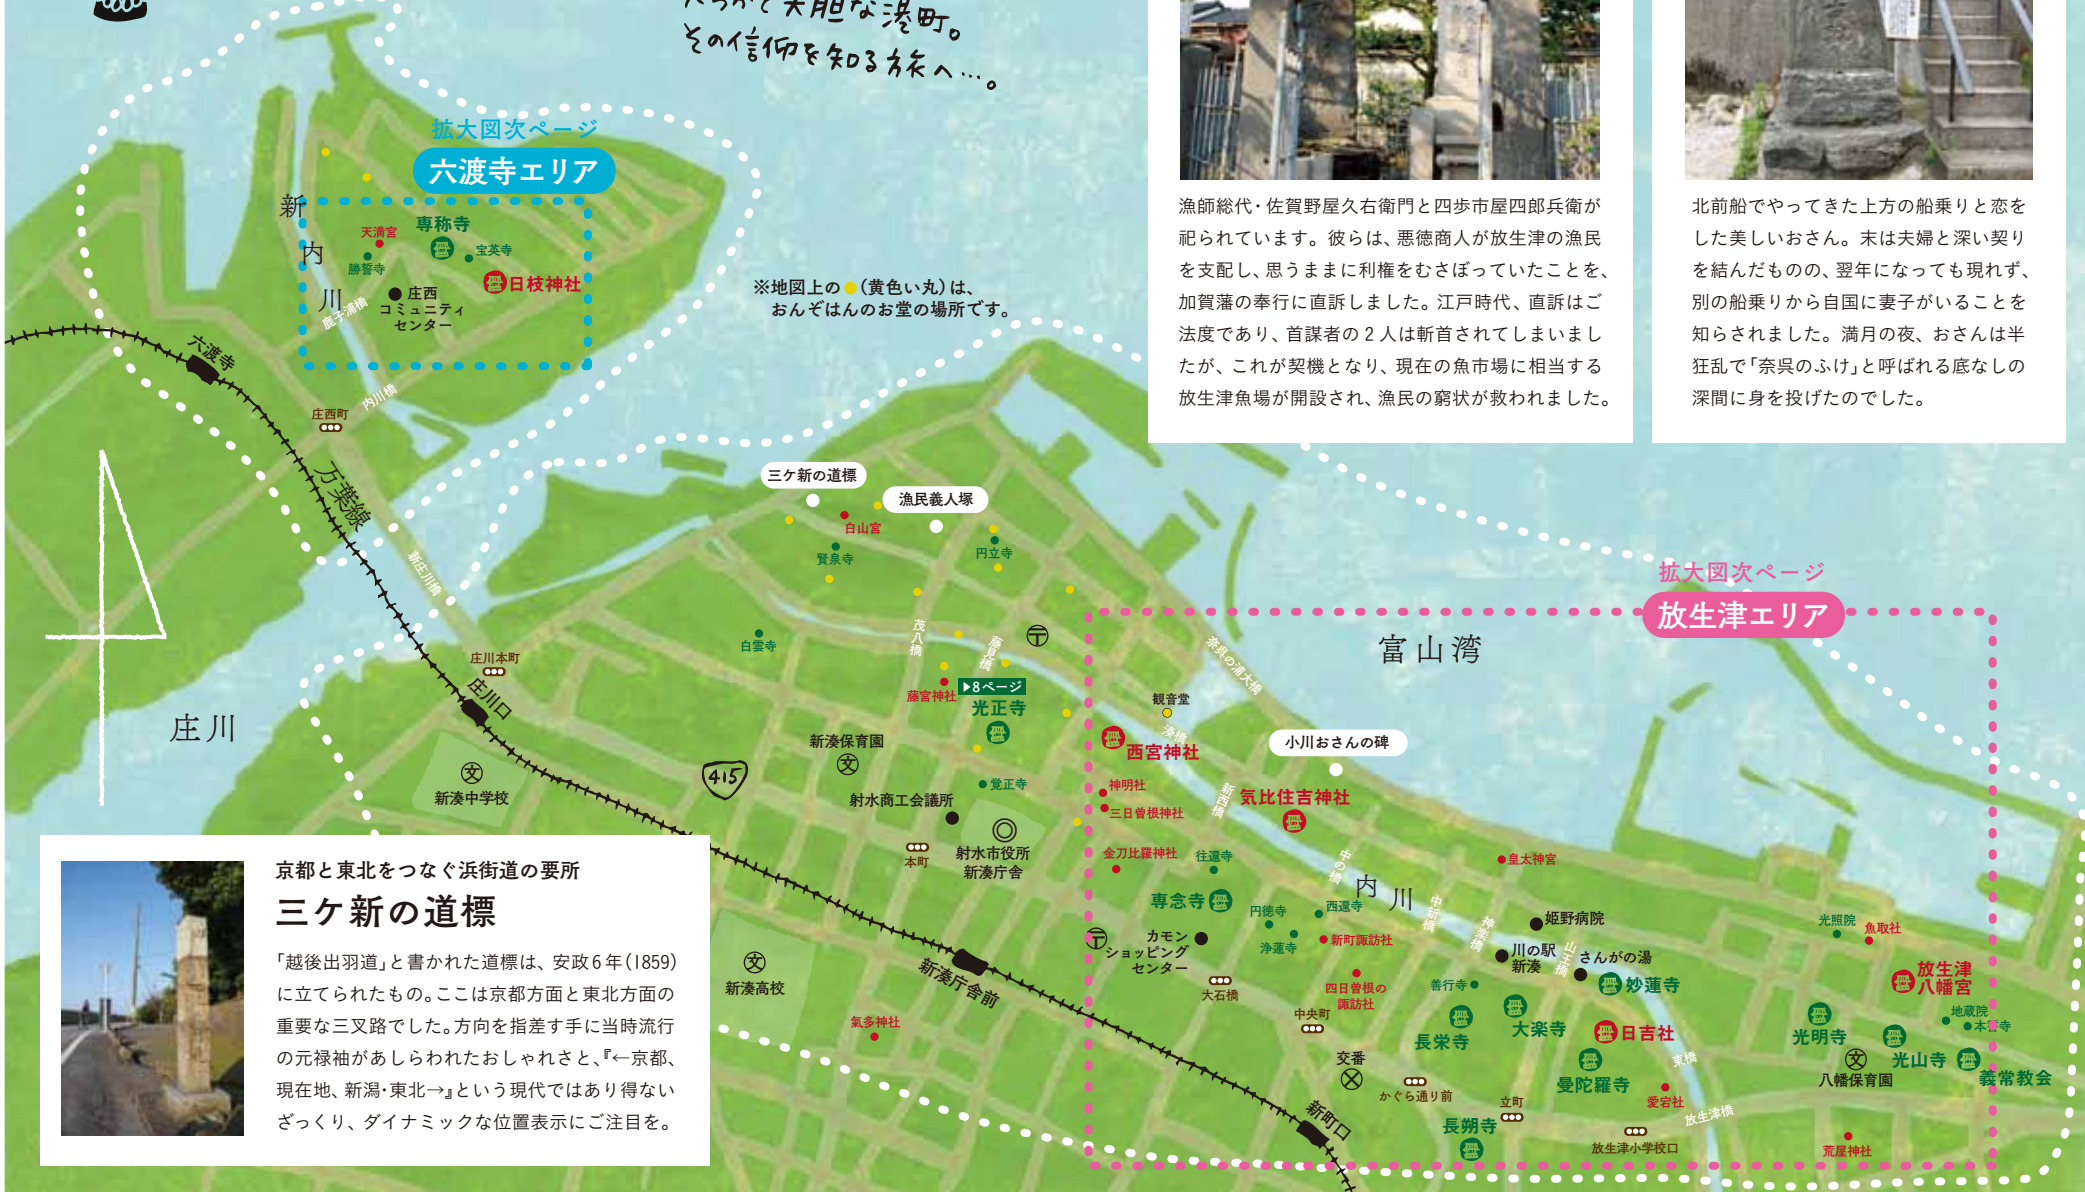 大胆な港町。
その信仰を知る旅へ…。
漁師総代・佐賀野屋久右衛門と四歩市屋四郎兵衛が
祀られています。彼らは、悪徳商人が放生津の漁民
を支配し、思うままに利権をむさぼっていたことを、
加賀藩の奉行に直訴しました。江戸時代、直訴はご
法度であり、首謀者の2人は斬首されてしまいまし
たが、これが契機となり、現在の魚市場に相当する
放生津魚場が開設され、漁民の窮状が救われました。
北前船でやってきた上方の船乗りと恋を
した美しいおさん。末は夫婦と深い契り
を結んだものの、翌年になっても現れず、
別の船乗りから自国に妻子がいることを
知らされました。満月の夜、おさんは半
狂乱で「奈呉のふけ」と呼ばれる底なしの
深間に身を投げたのでした。
拡大図次ページ
六渡寺エリア
新内川
天満宮
専称寺
勝誓寺
宝英寺
日枝神社
庄西
コミュニティ
センター
鹿子浦橋
※地図上の●(黄色い丸)は、
おんぞはんのお堂の場所です。
六渡寺
庄西町
内川橋
万葉線
新庄川橋
三ケ新の道標
漁民義人塚
白山宮
賢泉寺
円立寺
白雲寺
茂八橋
藤見橋
〒
奈呉の浦大橋
拡大図次ページ
放生津エリア
富山湾
庄川本町
庄川口
庄川
藤宮神社
▶8ページ
光正寺
観音堂
湊橋
西宮神社
小川おさんの碑
新湊保育園
文
415
文
新湊中学校
覚正寺
神明社
三日曽根神社
新西橋
気比住吉神社
射水商工会議所
本町
射水市役所
新湊庁舎
金刀比羅神社
往還寺
中の橋
内川
皇太神宮
専念寺
円徳寺
西還寺
中新橋
神楽橋
姫野病院
光照院
魚取社
〒
カモン
ショッピング
センター
浄蓮寺
新町諏訪社
川の駅
新湊
山王橋
さんがの湯
放生津
八幡宮
文
新湊高校
新湊庁舎前
大石橋
四日曽根の
諏訪社
善行寺
妙蓮寺
氣多神社
中央町
長栄寺
大楽寺
日吉社
光明寺
地蔵院
光山寺
交番
曼陀羅寺
東橋
文
八幡保育園
義常教会
かぐら通り前
愛宕社
立町
新町口
長朔寺
放生津橋
放生津小学校口
荒屋神社
京都と東北をつなぐ浜街道の要所
三ケ新の道標
「越後出羽道」と書かれた道標は、安政6年(1859)
に立てられたもの。ここは京都方面と東北方面の
重要な三叉路でした。方向を指差す手に当時流行
の元禄袖があしらわれたおしゃれさと、『←京都、
現在地、新潟・東北→』という現代ではあり得ない
ざっくり、ダイナミックな位置表示にご注目を。